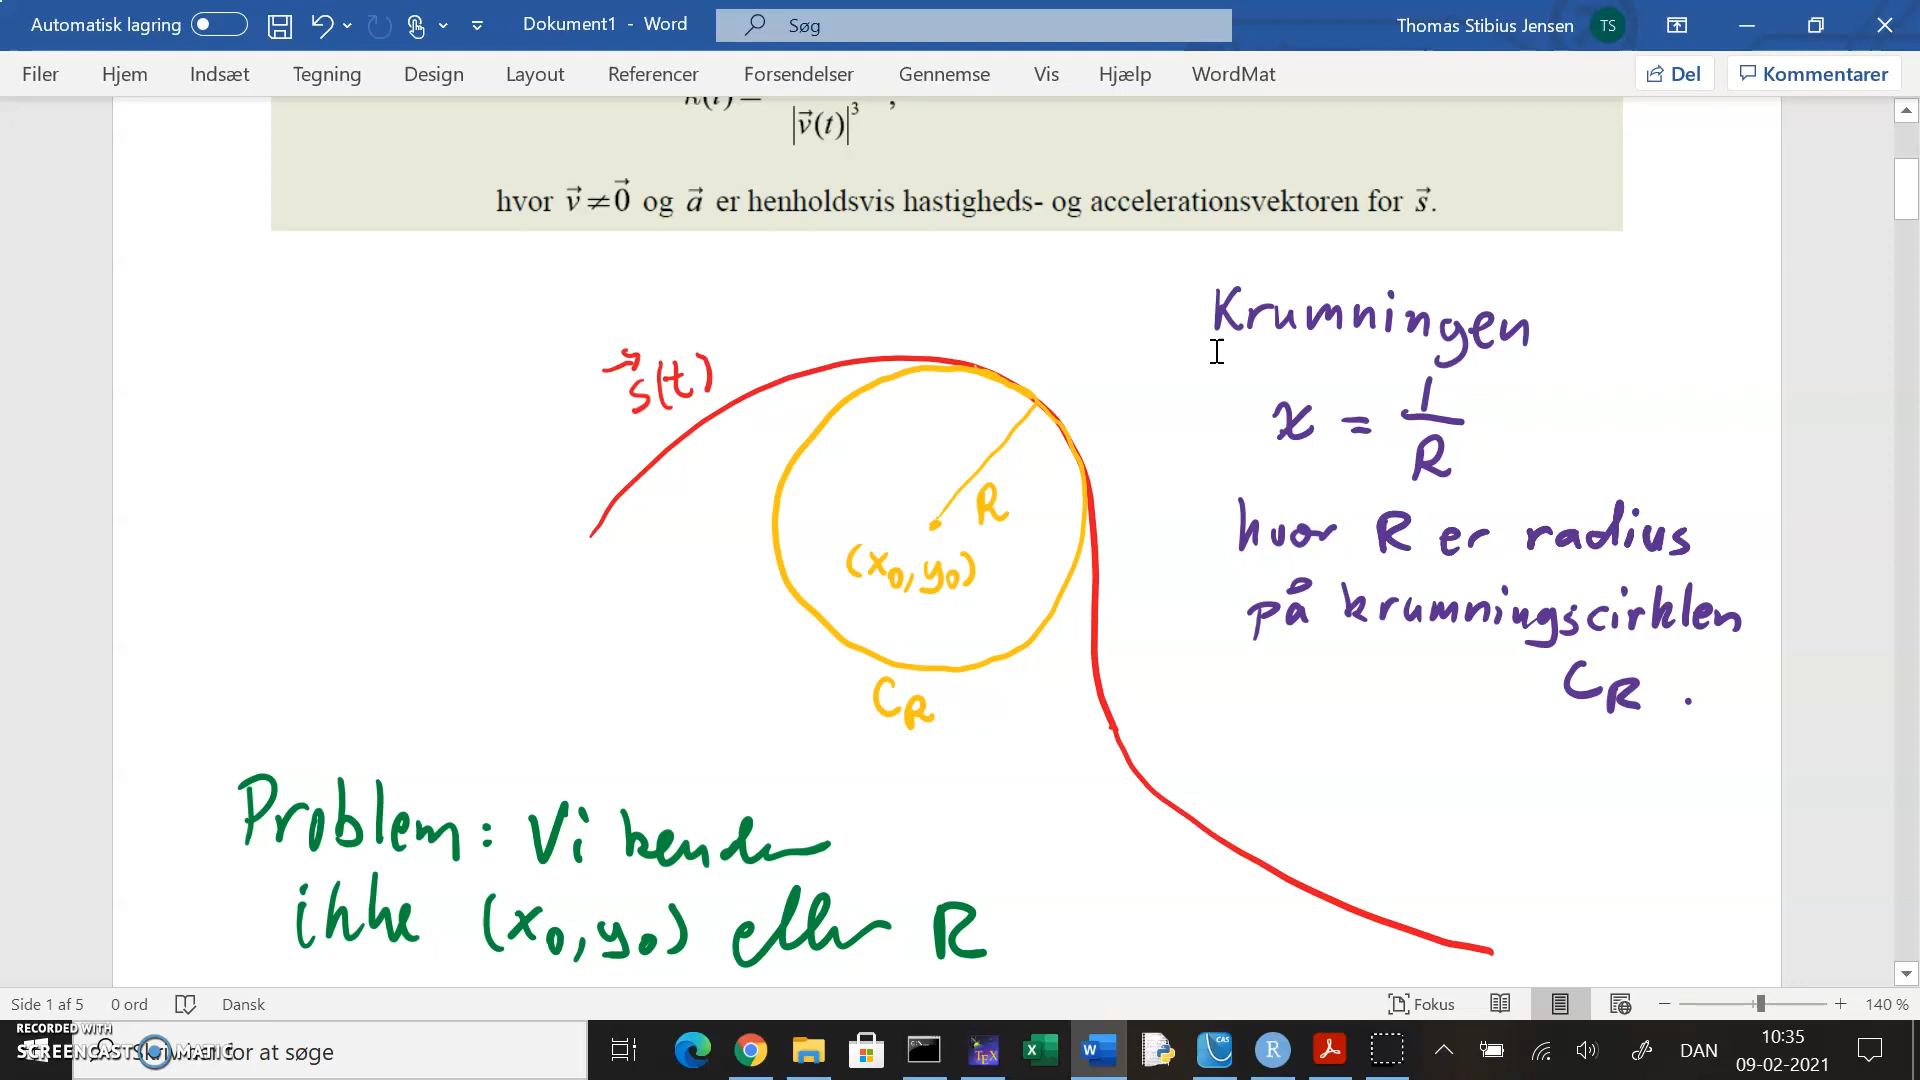 Automatisk lagring
Dokument1 - Word
Søg
Thomas Stibius Jensen
TS
Filer Hjem Indsæt Tegning Design Layout Referencer Forsendelser Gennemse Vis Hjælp WordMat
Del
Kommentarer
|v⃗(t)|³ ,
hvor v⃗ ≠ 0⃗ og a⃗ er henholdsvis hastigheds- og accelerationsvektoren for s⃗.
s⃗(t)
Krumningen
ϰ = 1/R
hvor R er radius
på krumningscirklen
C_R .
R
(x₀, y₀)
C_R
Problem: Vi kender
ikke (x₀, y₀) eller R
Side 1 af 5 0 ord Dansk
Fokus
140 %
RECORDED WITH
SCREENCAST MATIC
for at søge
DAN
10:35
09-02-2021